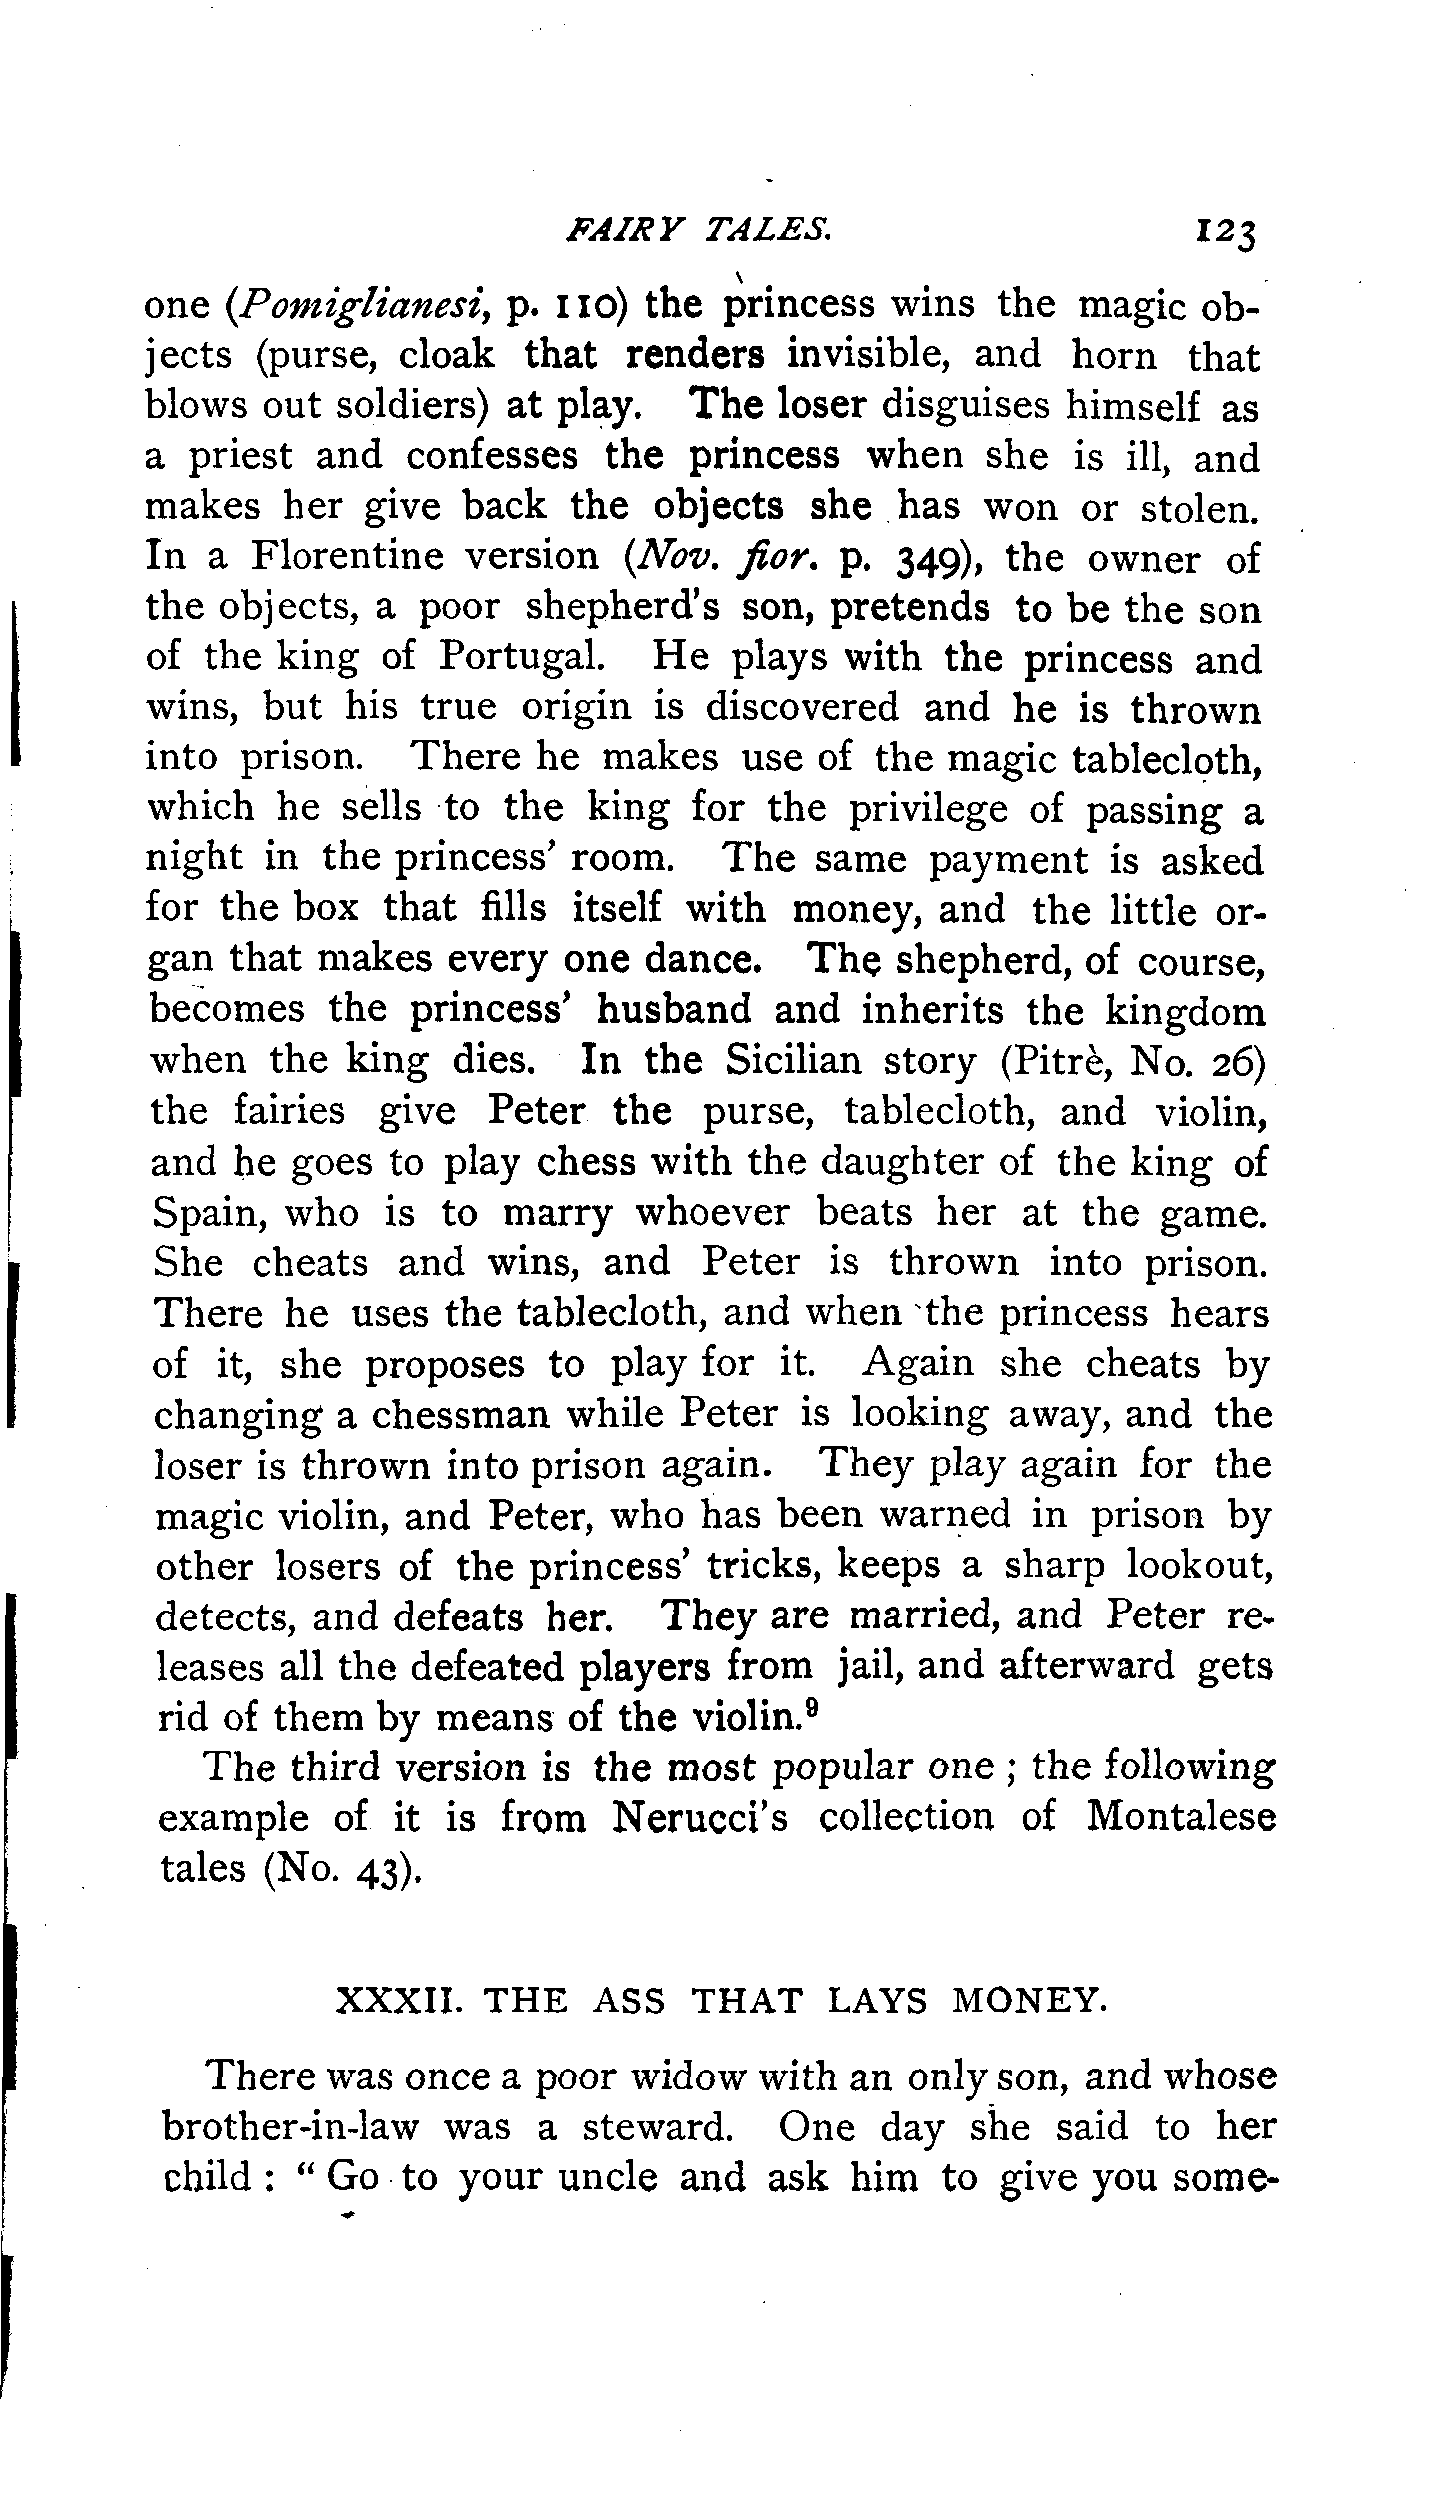 FAIRY TALES. 123
one (Pomiglianesi, p. 110) the princess wins the magic ob-
jects (purse, cloak that renders invisible, and horn that
blows out soldiers) at play. The loser disguises himself as
a priest and confesses the princess when she is ill, and
makes her give back the objects she has won or stolen.
In a Florentine version (Nov. fior. p. 349), the owner of
the objects, a poor shepherd's son, pretends to be the son
of the king of Portugal. He plays with the princess and
wins, but his true origin is discovered and he is thrown
into prison. There he makes use of the magic tablecloth,
which he sells to the king for the privilege of passing a
night in the princess' room. The same payment is asked
for the box that fills itself with money, and the little or-
gan that makes every one dance. The shepherd, of course,
becomes the princess' husband and inherits the kingdom
when the king dies. In the Sicilian story (Pitrè, No. 26)
the fairies give Peter the purse, tablecloth, and violin,
and he goes to play chess with the daughter of the king of
Spain, who is to marry whoever beats her at the game.
She cheats and wins, and Peter is thrown into prison.
There he uses the tablecloth, and when the princess hears
of it, she proposes to play for it. Again she cheats by
changing a chessman while Peter is looking away, and the
loser is thrown into prison again. They play again for the
magic violin, and Peter, who has been warned in prison by
other losers of the princess' tricks, keeps a sharp lookout,
detects, and defeats her. They are married, and Peter re-
leases all the defeated players from jail, and afterward gets
rid of them by means of the violin.⁹
The third version is the most popular one ; the following
example of it is from Nerucci's collection of Montalese
tales (No. 43).
XXXII. THE ASS THAT LAYS MONEY.
There was once a poor widow with an only son, and whose
brother-in-law was a steward. One day she said to her
child : " Go to your uncle and ask him to give you some-